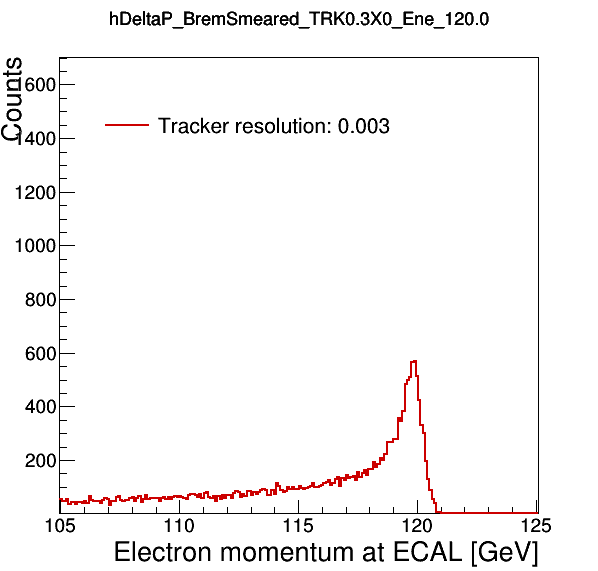 hDeltaP_BremSmeared_TRK0.3X0_Ene_120.0
Counts
1600
1400
1200
1000
800
600
400
200
Tracker resolution: 0.003
105 110 115 120 125
Electron momentum at ECAL [GeV]